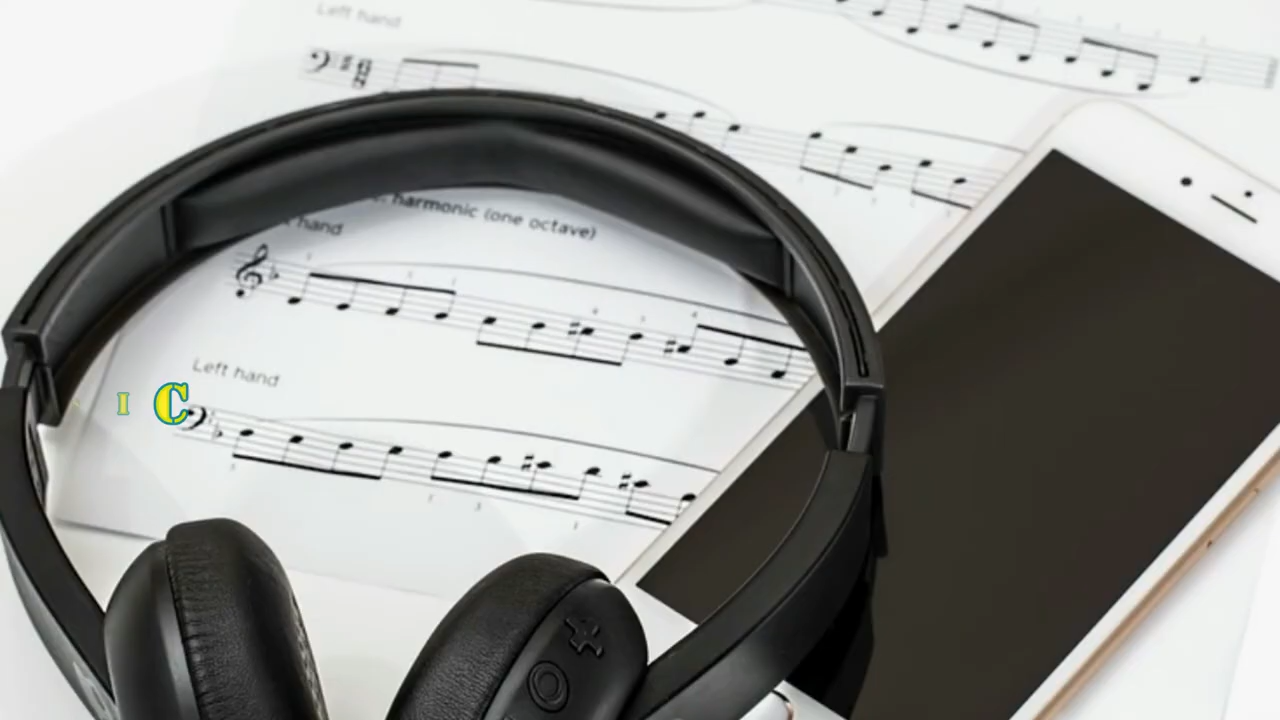 Left hand
harmonic (one octave)
hand
Left hand
I C